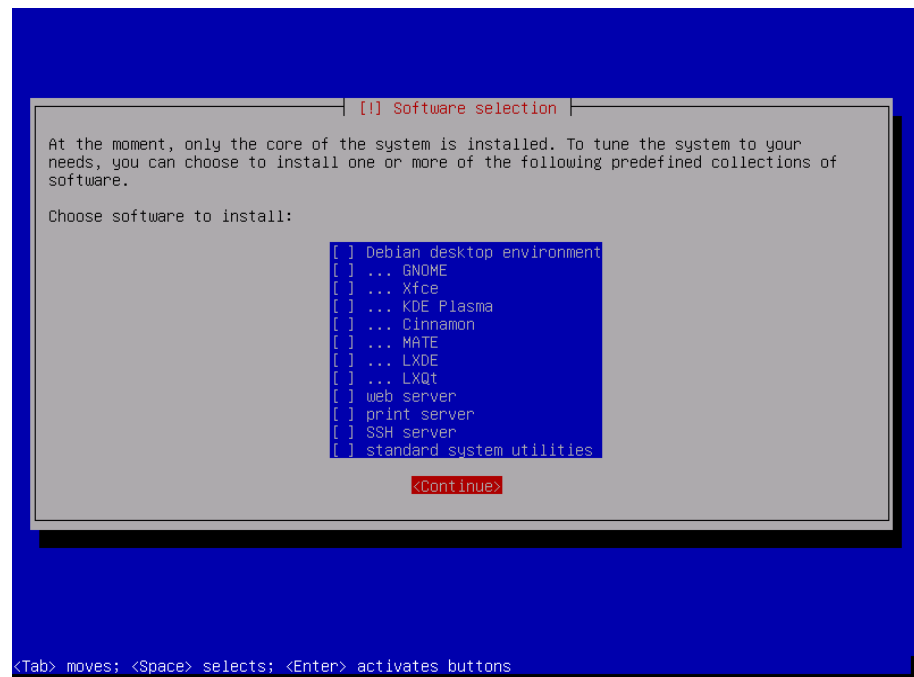 [!] Software selection
At the moment, only the core of the system is installed. To tune the system to your
needs, you can choose to install one or more of the following predefined collections of
software.
Choose software to install:
[ ] Debian desktop environment
[ ] ... GNOME
[ ] ... Xfce
[ ] ... KDE Plasma
[ ] ... Cinnamon
[ ] ... MATE
[ ] ... LXDE
[ ] ... LXQt
[ ] web server
[ ] print server
[ ] SSH server
[ ] standard system utilities
<Continue>
<Tab> moves; <Space> selects; <Enter> activates buttons